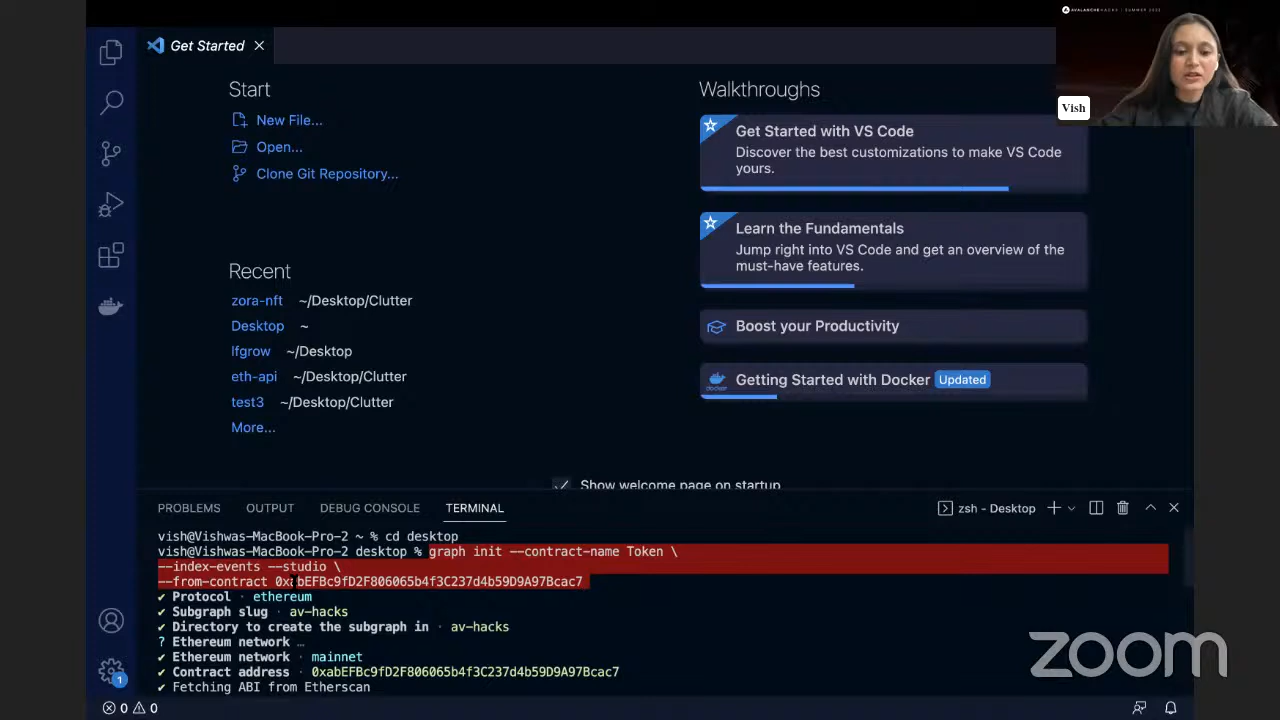 AVALANCHE HACKS | SUMMER 2022
Get Started
Start
New File...
Open...
Clone Git Repository...
Recent
zora-nft ~/Desktop/Clutter
Desktop ~
lfgrow ~/Desktop
eth-api ~/Desktop/Clutter
test3 ~/Desktop/Clutter
More...
Walkthroughs
Get Started with VS Code
Discover the best customizations to make VS Code
yours.
Learn the Fundamentals
Jump right into VS Code and get an overview of the
must-have features.
Boost your Productivity
Getting Started with Docker Updated
Vish
Show welcome page on startup
PROBLEMS OUTPUT DEBUG CONSOLE TERMINAL zsh - Desktop
vish@Vishwas-MacBook-Pro-2 ~ % cd desktop
vish@Vishwas-MacBook-Pro-2 desktop % graph init --contract-name Token \
--index-events --studio \
--from-contract 0xabEFBc9fD2F806065b4f3C237d4b59D9A97Bcac7
✔ Protocol · ethereum
✔ Subgraph slug · av-hacks
✔ Directory to create the subgraph in · av-hacks
? Ethereum network …
✔ Ethereum network · mainnet
✔ Contract address · 0xabEFBc9fD2F806065b4f3C237d4b59D9A97Bcac7
✔ Fetching ABI from Etherscan
1
0 0
zoom